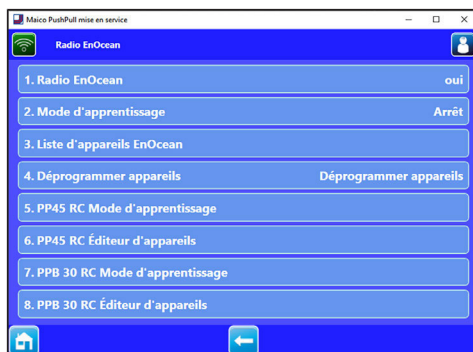 Maico PushPull mise en service
Radio EnOcean
1. Radio EnOcean oui
2. Mode d'apprentissage Arrêt
3. Liste d'appareils EnOcean
4. Déprogrammer appareils Déprogrammer appareils
5. PP45 RC Mode d'apprentissage
6. PP45 RC Éditeur d'appareils
7. PPB 30 RC Mode d'apprentissage
8. PPB 30 RC Éditeur d'appareils